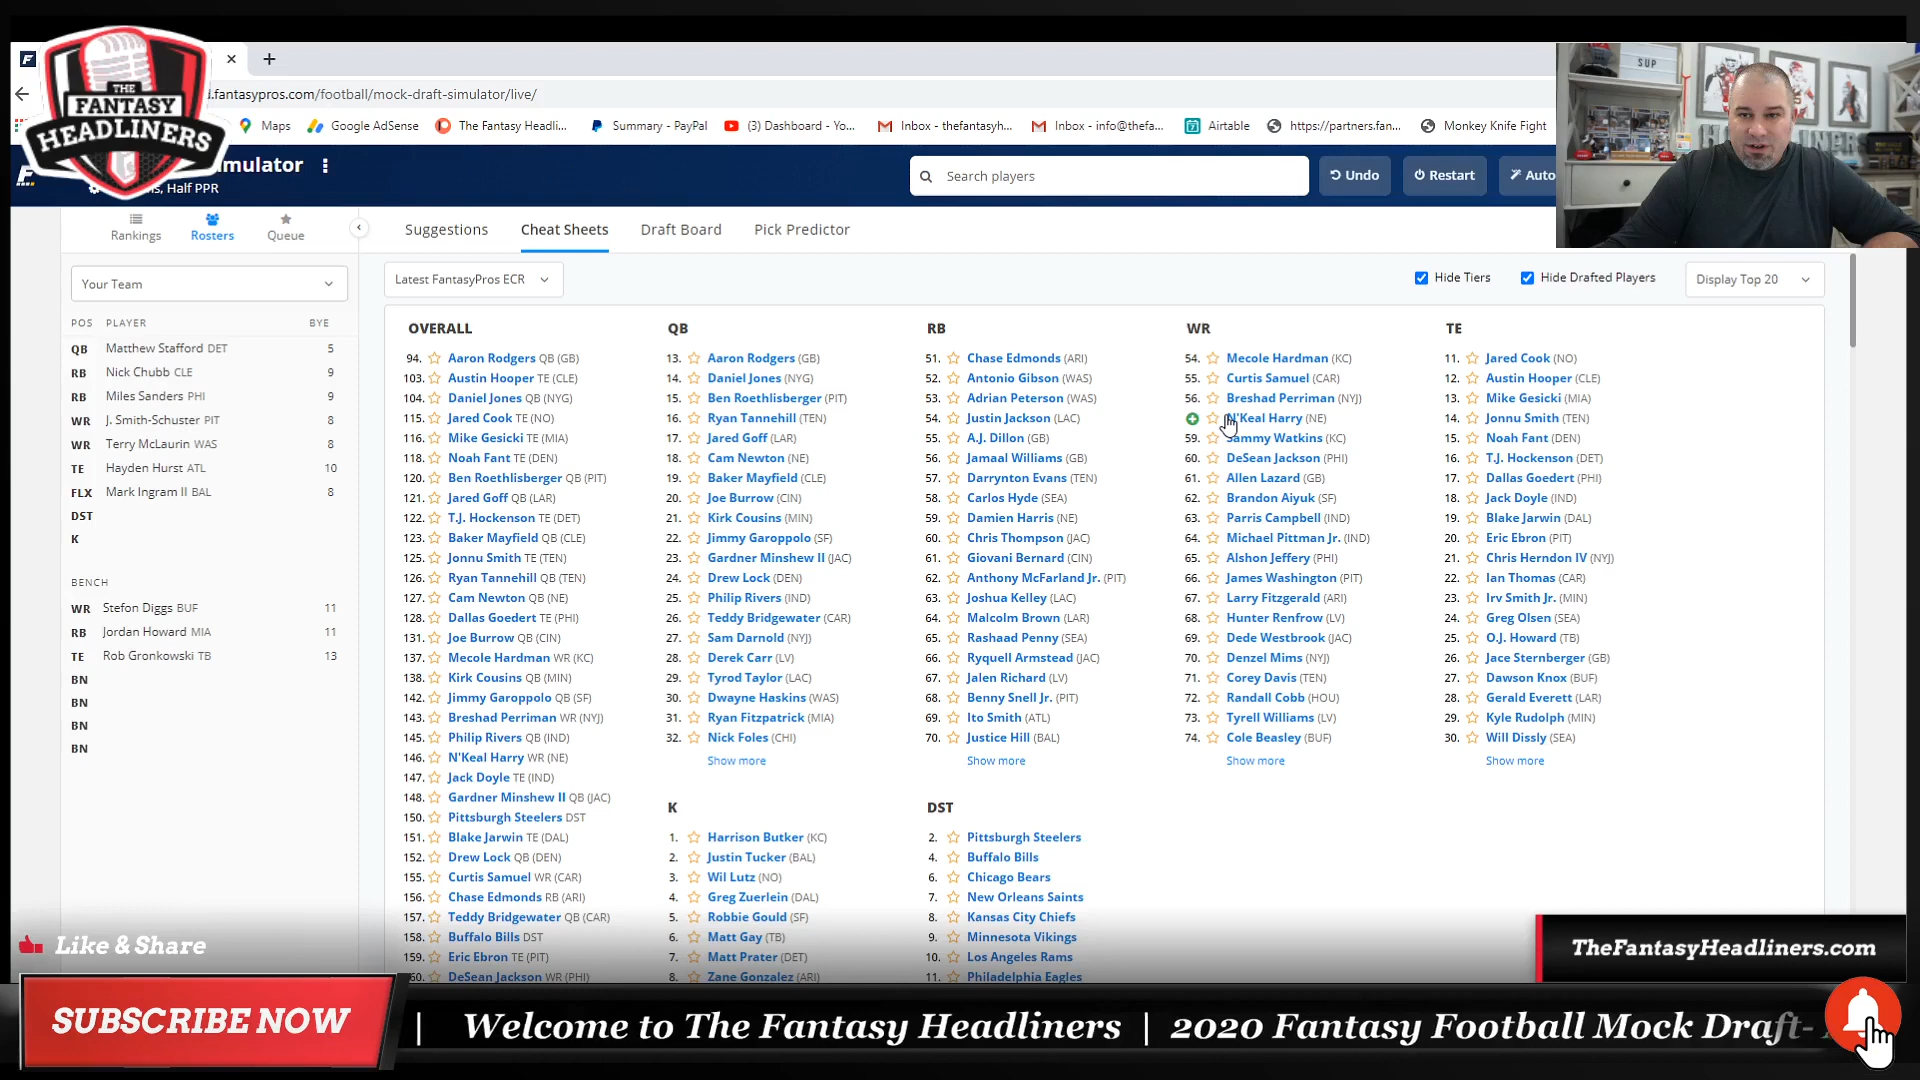 THE
FANTASY
HEADLINERS
.fantasypros.com/football/mock-draft-simulator/live/
Maps
Google AdSense
The Fantasy Headli...
Summary - PayPal
(3) Dashboard - Yo...
Inbox - thefantasyh...
Inbox - info@thefa...
Airtable
https://partners.fan...
Monkey Knife Fight
SUP
mulator
s, Half PPR
Search players
Undo
Restart
Auto
Rankings
Rosters
Queue
Suggestions
Cheat Sheets
Draft Board
Pick Predictor
Your Team
Latest FantasyPros ECR
Hide Tiers
Hide Drafted Players
Display Top 20
POS PLAYER BYE
QB Matthew Stafford DET 5
RB Nick Chubb CLE 9
RB Miles Sanders PHI 9
WR J. Smith-Schuster PIT 8
WR Terry McLaurin WAS 8
TE Hayden Hurst ATL 10
FLX Mark Ingram II BAL 8
DST
K
BENCH
WR Stefon Diggs BUF 11
RB Jordan Howard MIA 11
TE Rob Gronkowski TB 13
BN
BN
BN
BN
OVERALL
94. Aaron Rodgers QB (GB)
103. Austin Hooper TE (CLE)
104. Daniel Jones QB (NYG)
115. Jared Cook TE (NO)
116. Mike Gesicki TE (MIA)
118. Noah Fant TE (DEN)
120. Ben Roethlisberger QB (PIT)
121. Jared Goff QB (LAR)
122. T.J. Hockenson TE (DET)
123. Baker Mayfield QB (CLE)
125. Jonnu Smith TE (TEN)
126. Ryan Tannehill QB (TEN)
127. Cam Newton QB (NE)
128. Dallas Goedert TE (PHI)
131. Joe Burrow QB (CIN)
137. Mecole Hardman WR (KC)
138. Kirk Cousins QB (MIN)
142. Jimmy Garoppolo QB (SF)
143. Breshad Perriman WR (NYJ)
145. Philip Rivers QB (IND)
146. N'Keal Harry WR (NE)
147. Jack Doyle TE (IND)
148. Gardner Minshew II QB (JAC)
150. Pittsburgh Steelers DST
151. Blake Jarwin TE (DAL)
152. Drew Lock QB (DEN)
155. Curtis Samuel WR (CAR)
156. Chase Edmonds RB (ARI)
157. Teddy Bridgewater QB (CAR)
158. Buffalo Bills DST
159. Eric Ebron TE (PIT)
60. DeSean Jackson WR (PHI)
QB
13. Aaron Rodgers (GB)
14. Daniel Jones (NYG)
15. Ben Roethlisberger (PIT)
16. Ryan Tannehill (TEN)
17. Jared Goff (LAR)
18. Cam Newton (NE)
19. Baker Mayfield (CLE)
20. Joe Burrow (CIN)
21. Kirk Cousins (MIN)
22. Jimmy Garoppolo (SF)
23. Gardner Minshew II (JAC)
24. Drew Lock (DEN)
25. Philip Rivers (IND)
26. Teddy Bridgewater (CAR)
27. Sam Darnold (NYJ)
28. Derek Carr (LV)
29. Tyrod Taylor (LAC)
30. Dwayne Haskins (WAS)
31. Ryan Fitzpatrick (MIA)
32. Nick Foles (CHI)
Show more
RB
51. Chase Edmonds (ARI)
52. Antonio Gibson (WAS)
53. Adrian Peterson (WAS)
54. Justin Jackson (LAC)
55. A.J. Dillon (GB)
56. Jamaal Williams (GB)
57. Darrynton Evans (TEN)
58. Carlos Hyde (SEA)
59. Damien Harris (NE)
60. Chris Thompson (JAC)
61. Giovani Bernard (CIN)
62. Anthony McFarland Jr. (PIT)
63. Joshua Kelley (LAC)
64. Malcolm Brown (LAR)
65. Rashaad Penny (SEA)
66. Ryquell Armstead (JAC)
67. Jalen Richard (LV)
68. Benny Snell Jr. (PIT)
69. Ito Smith (ATL)
70. Justice Hill (BAL)
Show more
WR
54. Mecole Hardman (KC)
55. Curtis Samuel (CAR)
56. Breshad Perriman (NYJ)
N'Keal Harry (NE)
59. Sammy Watkins (KC)
60. DeSean Jackson (PHI)
61. Allen Lazard (GB)
62. Brandon Aiyuk (SF)
63. Parris Campbell (IND)
64. Michael Pittman Jr. (IND)
65. Alshon Jeffery (PHI)
66. James Washington (PIT)
67. Larry Fitzgerald (ARI)
68. Hunter Renfrow (LV)
69. Dede Westbrook (JAC)
70. Denzel Mims (NYJ)
71. Corey Davis (TEN)
72. Randall Cobb (HOU)
73. Tyrell Williams (LV)
74. Cole Beasley (BUF)
Show more
TE
11. Jared Cook (NO)
12. Austin Hooper (CLE)
13. Mike Gesicki (MIA)
14. Jonnu Smith (TEN)
15. Noah Fant (DEN)
16. T.J. Hockenson (DET)
17. Dallas Goedert (PHI)
18. Jack Doyle (IND)
19. Blake Jarwin (DAL)
20. Eric Ebron (PIT)
21. Chris Herndon IV (NYJ)
22. Ian Thomas (CAR)
23. Irv Smith Jr. (MIN)
24. Greg Olsen (SEA)
25. O.J. Howard (TB)
26. Jace Sternberger (GB)
27. Dawson Knox (BUF)
28. Gerald Everett (LAR)
29. Kyle Rudolph (MIN)
30. Will Dissly (SEA)
Show more
K
1. Harrison Butker (KC)
2. Justin Tucker (BAL)
3. Wil Lutz (NO)
4. Greg Zuerlein (DAL)
5. Robbie Gould (SF)
6. Matt Gay (TB)
7. Matt Prater (DET)
8. Zane Gonzalez (ARI)
DST
2. Pittsburgh Steelers
4. Buffalo Bills
6. Chicago Bears
7. New Orleans Saints
8. Kansas City Chiefs
9. Minnesota Vikings
10. Los Angeles Rams
11. Philadelphia Eagles
Like & Share
TheFantasyHeadliners.com
SUBSCRIBE NOW
| Welcome to The Fantasy Headliners | 2020 Fantasy Football Mock Draft-